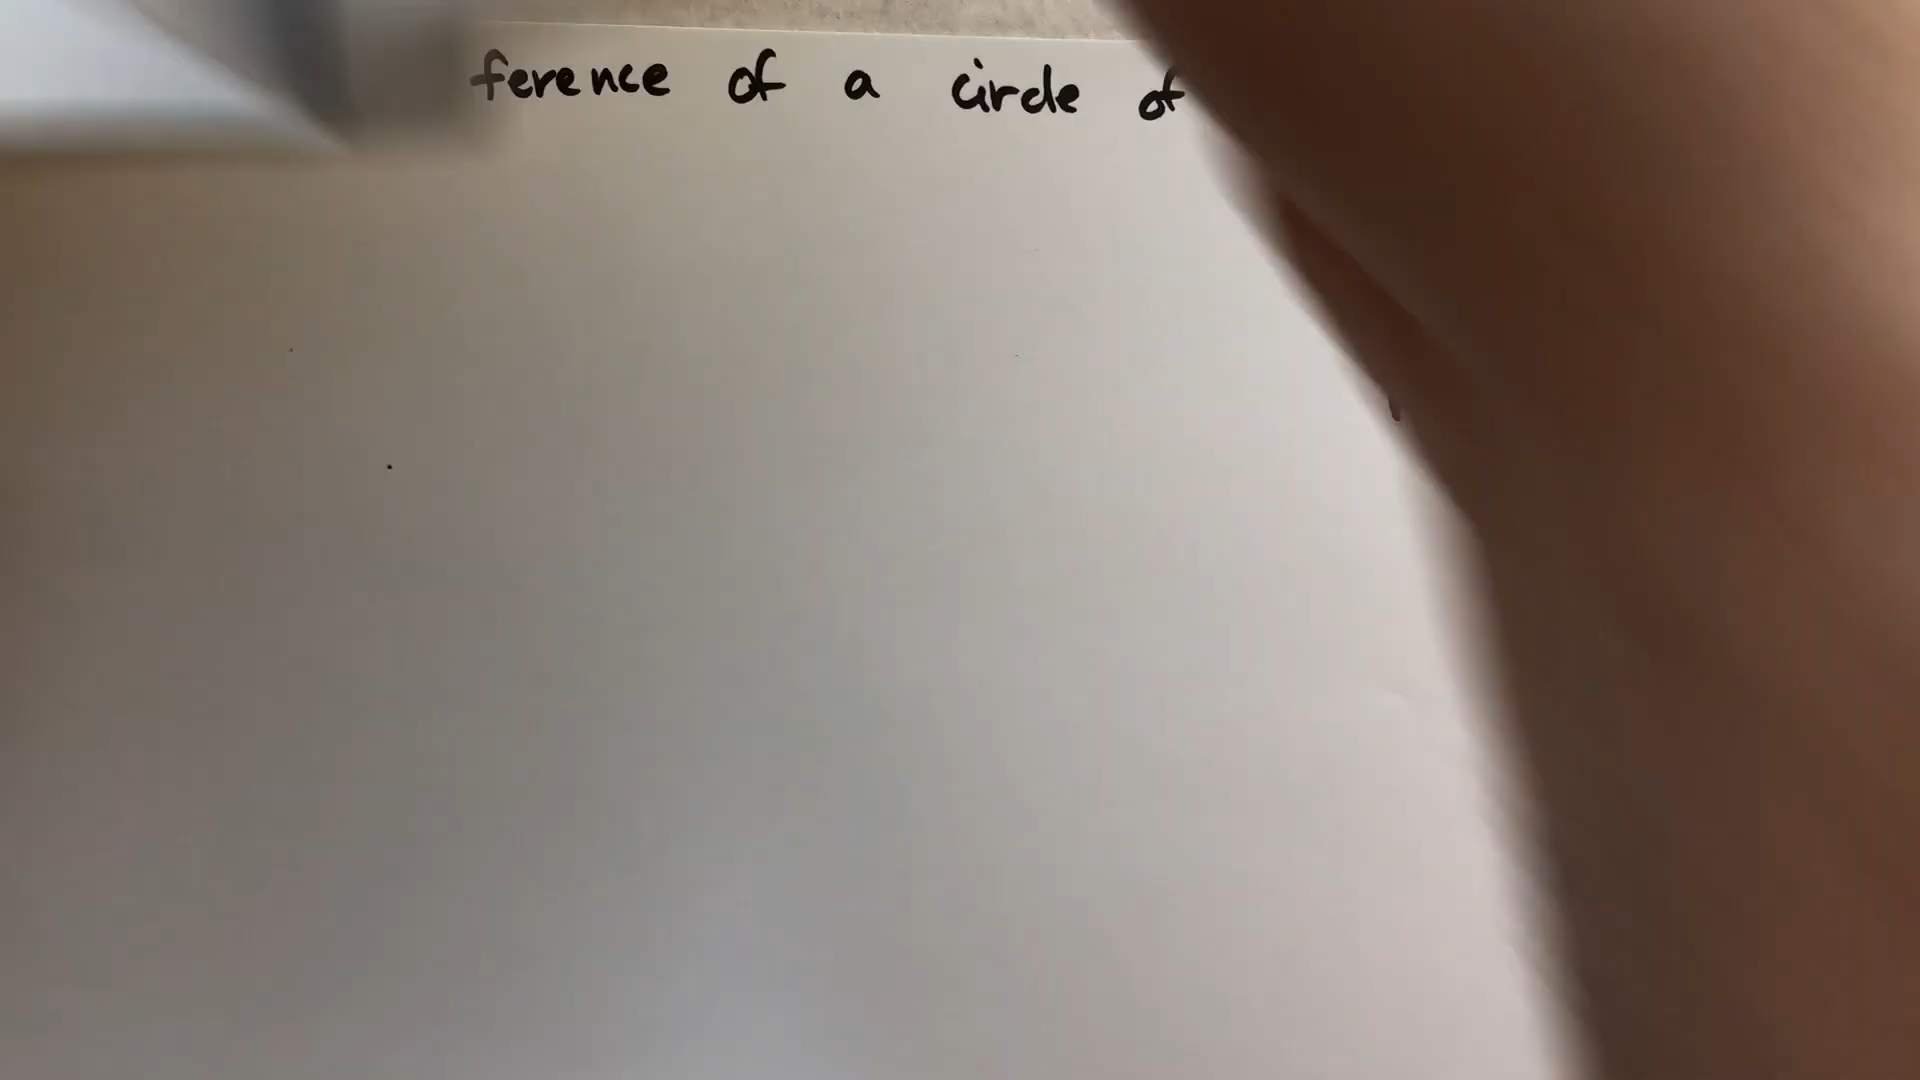 ference of a circle of